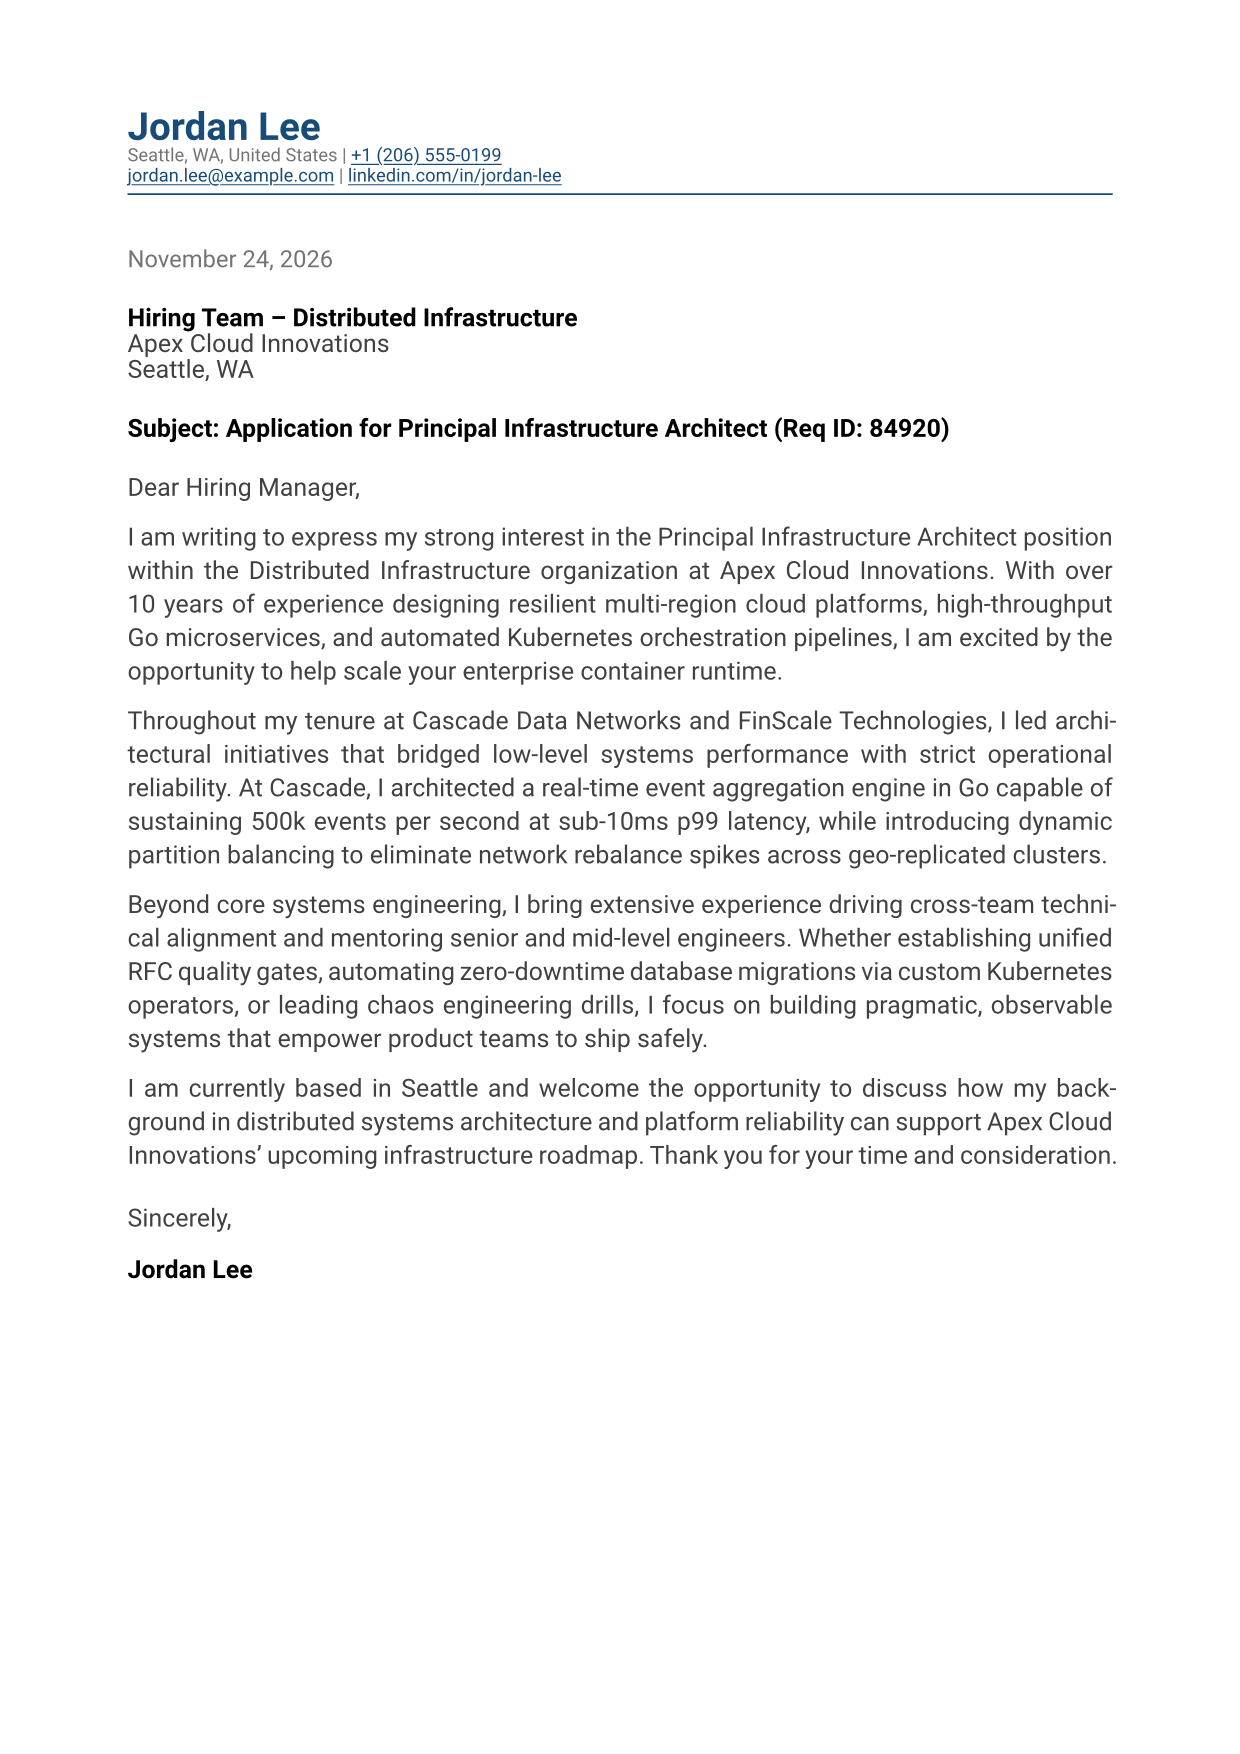 Jordan Lee
Seattle, WA, United States | +1 (206) 555-0199
jordan.lee@example.com | linkedin.com/in/jordan-lee
November 24, 2026
Hiring Team – Distributed Infrastructure
Apex Cloud Innovations
Seattle, WA
Subject: Application for Principal Infrastructure Architect (Req ID: 84920)
Dear Hiring Manager,
I am writing to express my strong interest in the Principal Infrastructure Architect position
within the Distributed Infrastructure organization at Apex Cloud Innovations. With over
10 years of experience designing resilient multi-region cloud platforms, high-throughput
Go microservices, and automated Kubernetes orchestration pipelines, I am excited by the
opportunity to help scale your enterprise container runtime.
Throughout my tenure at Cascade Data Networks and FinScale Technologies, I led archi-
tectural initiatives that bridged low-level systems performance with strict operational
reliability. At Cascade, I architected a real-time event aggregation engine in Go capable of
sustaining 500k events per second at sub-10ms p99 latency, while introducing dynamic
partition balancing to eliminate network rebalance spikes across geo-replicated clusters.
Beyond core systems engineering, I bring extensive experience driving cross-team techni-
cal alignment and mentoring senior and mid-level engineers. Whether establishing unified
RFC quality gates, automating zero-downtime database migrations via custom Kubernetes
operators, or leading chaos engineering drills, I focus on building pragmatic, observable
systems that empower product teams to ship safely.
I am currently based in Seattle and welcome the opportunity to discuss how my back-
ground in distributed systems architecture and platform reliability can support Apex Cloud
Innovations’ upcoming infrastructure roadmap. Thank you for your time and consideration.
Sincerely,
Jordan Lee